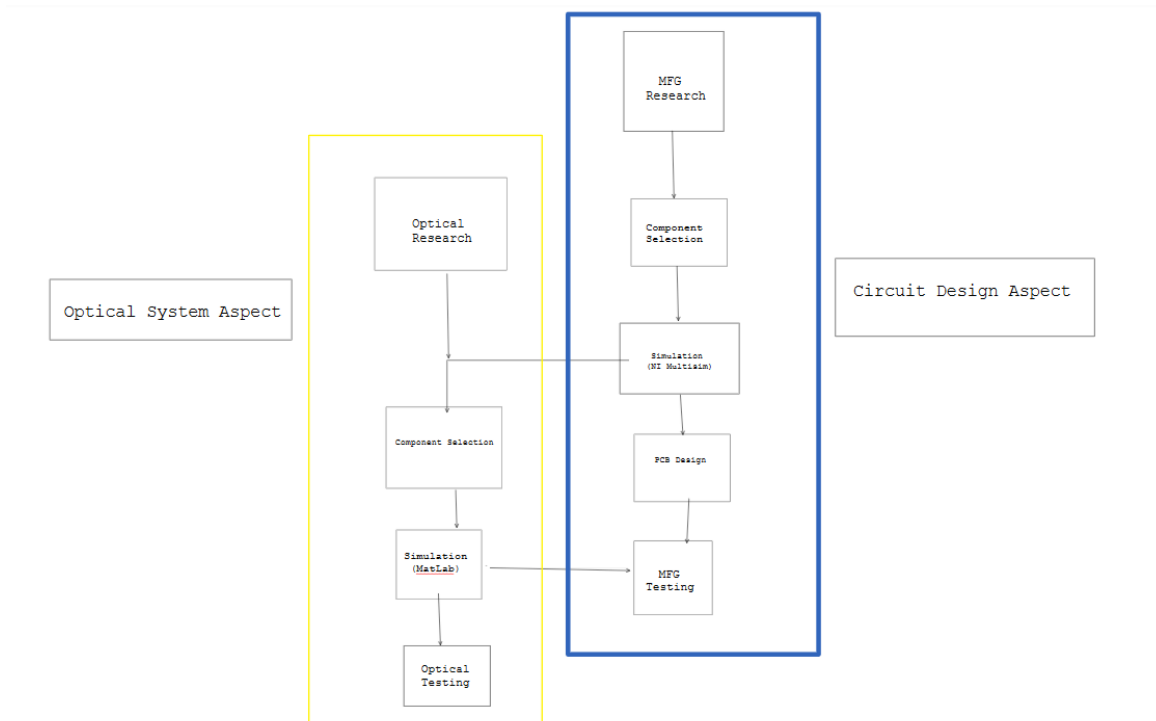 MFG
Research
Optical
Research
Component
Selection
Optical System Aspect
Circuit Design Aspect
Simulation
(NI Multisim)
Component Selection
PCB Design
Simulation
(MatLab)
MFG
Testing
Optical
Testing